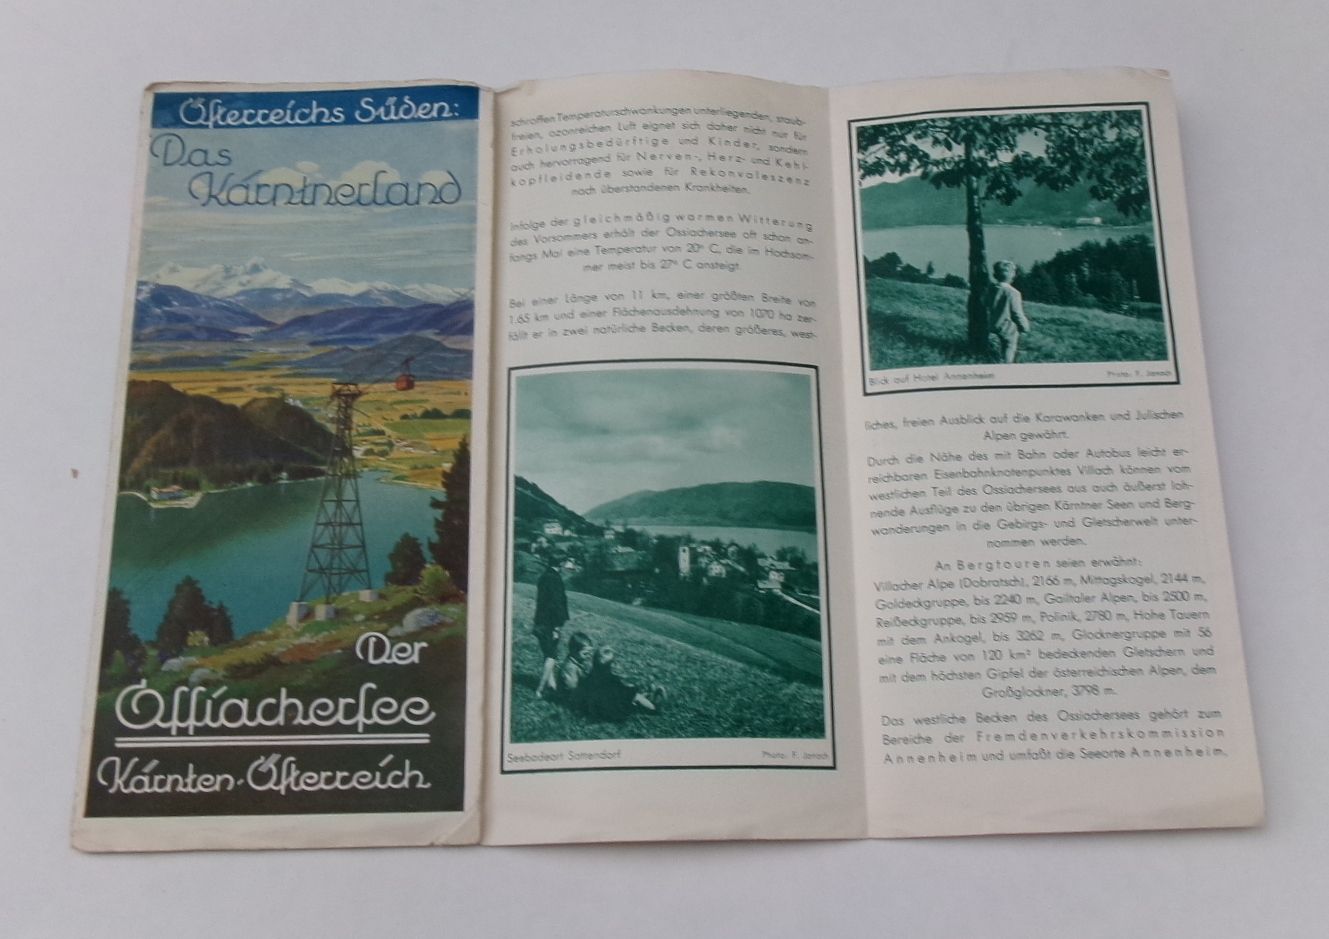 Österreichs Süden:
Das
Kärntnerland
Der
Ossiachersee
Kärnten-Österreich
schroffen Temperaturschwankungen unterliegenden, staub-
freien, ozonreichen Luft eignet sich daher nicht nur für
Erholungsbedürftige und Kinder, sondern
auch hervorragend für Nerven-, Herz- und Kehl-
kopfleidende sowie für Rekonvaleszenz
nach überstandenen Krankheiten.
Infolge der gleichmäßig warmen Witterung
des Vorsommers erhält der Ossiachersee oft schon an-
fangs Mai eine Temperatur von 20° C, die im Hochsom-
mer meist bis 27° C ansteigt.
Bei einer Länge von 11 km, einer größten Breite von
1.65 km und einer Flächenausdehnung von 1070 ha zer-
fällt er in zwei natürliche Becken, deren größeres, west-
Seebadeort Sattendorf Photo: F. Jantsch
Blick auf Hotel Annenheim Photo: F. Jantsch
liches, freien Ausblick auf die Karawanken und Julischen
Alpen gewährt.
Durch die Nähe des mit Bahn oder Autobus leicht er-
reichbaren Eisenbahnknotenpunktes Villach können vom
westlichen Teil des Ossiachersees aus auch äußerst loh-
nende Ausflüge zu den übrigen Kärntner Seen und Berg-
wanderungen in die Gebirgs- und Gletscherwelt unter-
nommen werden.
An Bergtouren seien erwähnt:
Villacher Alpe (Dobratsch), 2166 m, Mittagskogel, 2144 m,
Goldeckgruppe, bis 2240 m, Gailtaler Alpen, bis 2500 m,
Reißeckgruppe, bis 2959 m, Polinik, 2780 m, Hohe Tauern
mit dem Ankogel, bis 3262 m, Glocknergruppe mit 56
eine Fläche von 120 km² bedeckenden Gletschern und
mit dem höchsten Gipfel der österreichischen Alpen, dem
Großglockner, 3798 m.
Das westliche Becken des Ossiachersees gehört zum
Bereiche der Fremdenverkehrskommission
Annenheim und umfaßt die Seeorte Annenheim,